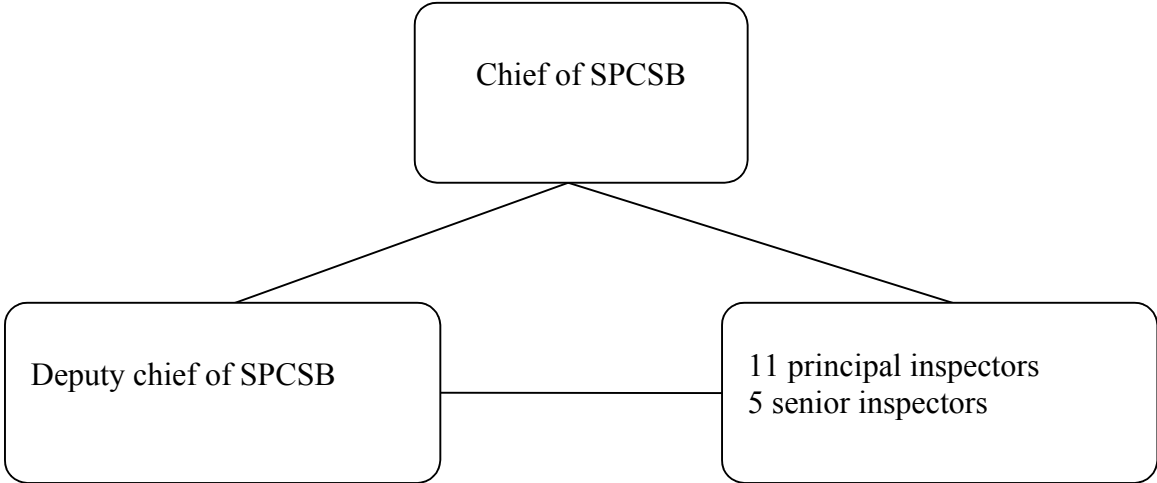 Chief of SPCSB
Deputy chief of SPCSB
11 principal inspectors
5 senior inspectors